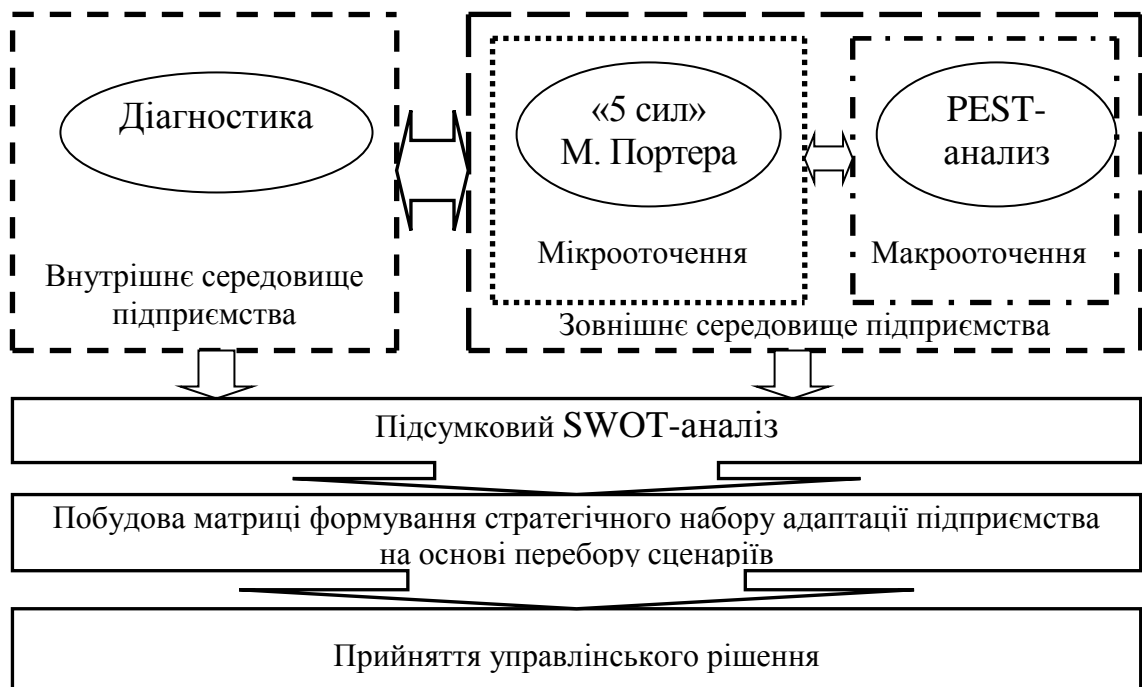 Діагностика
Внутрішнє середовище
підприємства
«5 сил»
М. Портера
Мікрооточення
PEST-
анализ
Макрооточення
Зовнішнє середовище підприємства
Підсумковий SWOT-аналіз
Побудова матриці формування стратегічного набору адаптації підприємства
на основі перебору сценаріїв
Прийняття управлінського рішення